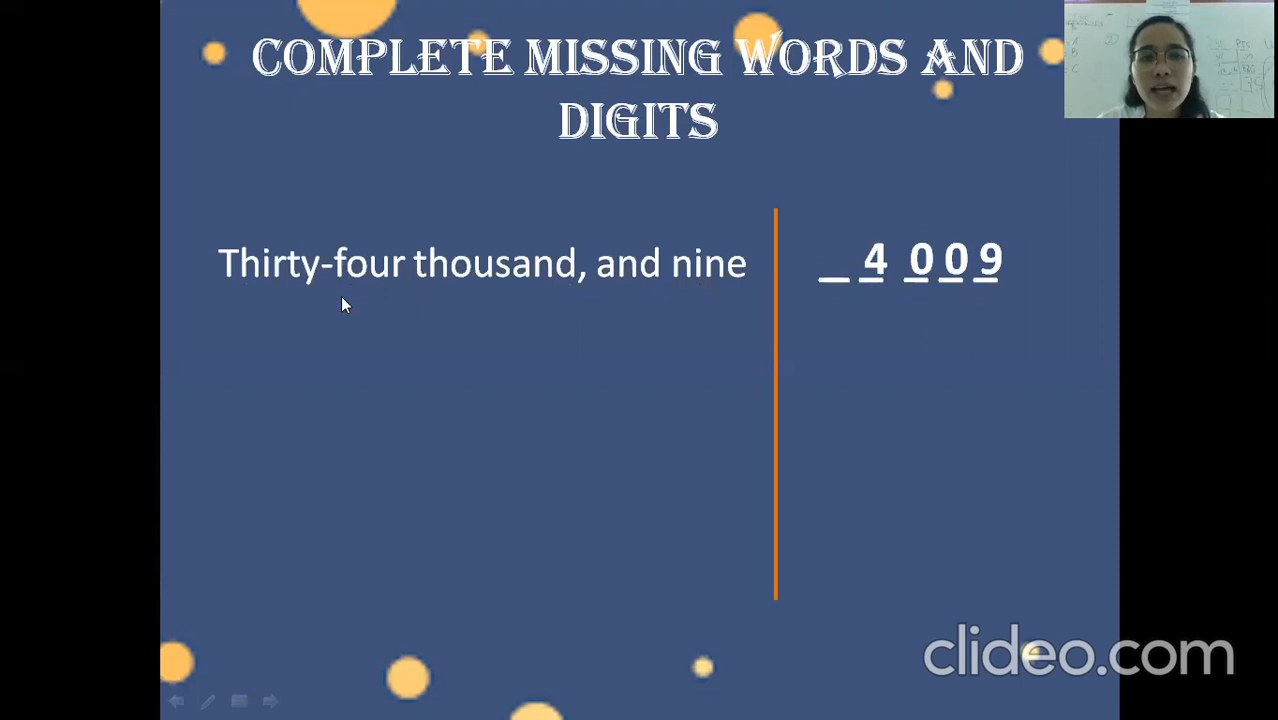 COMPLETE MISSING WORDS AND
DIGITS
Thirty-four thousand, and nine
_ 4 0 0 9
clideo.com